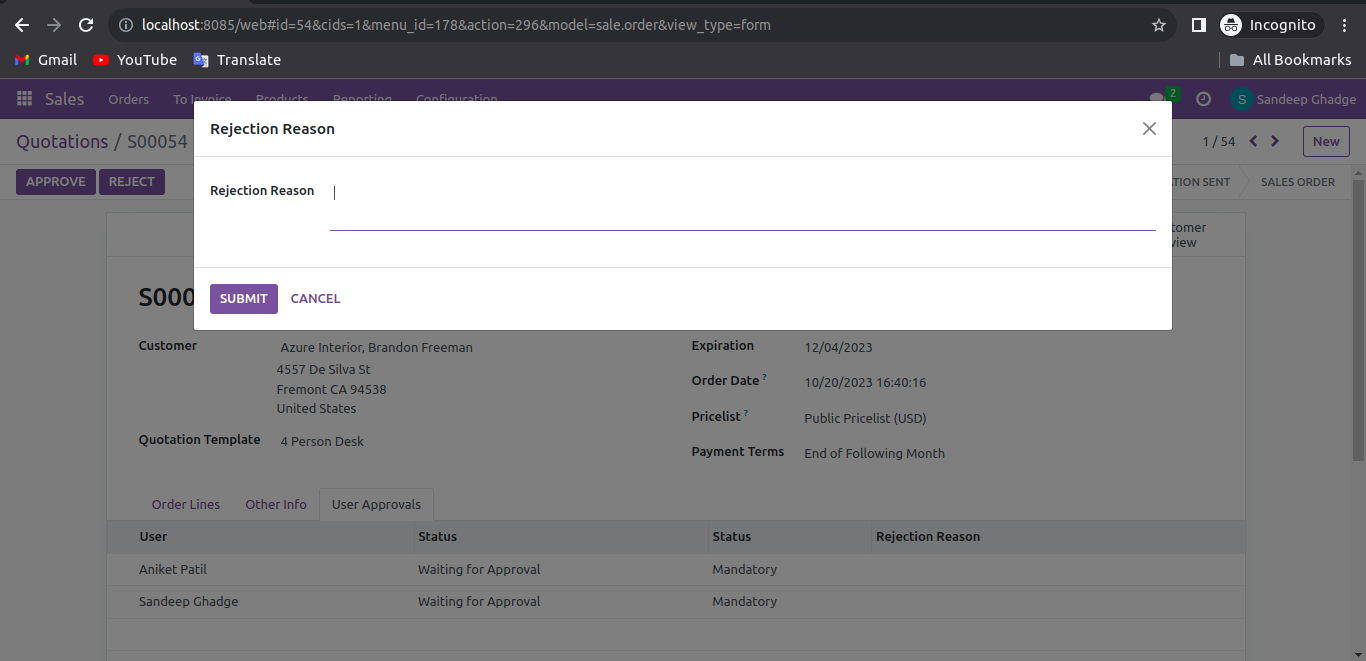 localhost:8085/web#id=54&cids=1&menu_id=178&action=296&model=sale.order&view_type=form
Incognito
Gmail YouTube Translate
All Bookmarks
Sales Orders To Invoice Products Reporting Configuration
2 S Sandeep Ghadge
Quotations / S00054
1 / 54 New
APPROVE REJECT
SENT SALES ORDER
Rejection Reason
Rejection Reason
SUBMIT CANCEL
Customer Azure Interior, Brandon Freeman
4557 De Silva St
Fremont CA 94538
United States
Quotation Template 4 Person Desk
Expiration 12/04/2023
Order Date ? 10/20/2023 16:40:16
Pricelist ? Public Pricelist (USD)
Payment Terms End of Following Month
Order Lines Other Info User Approvals
User Status Status Rejection Reason
Aniket Patil Waiting for Approval Mandatory
Sandeep Ghadge Waiting for Approval Mandatory